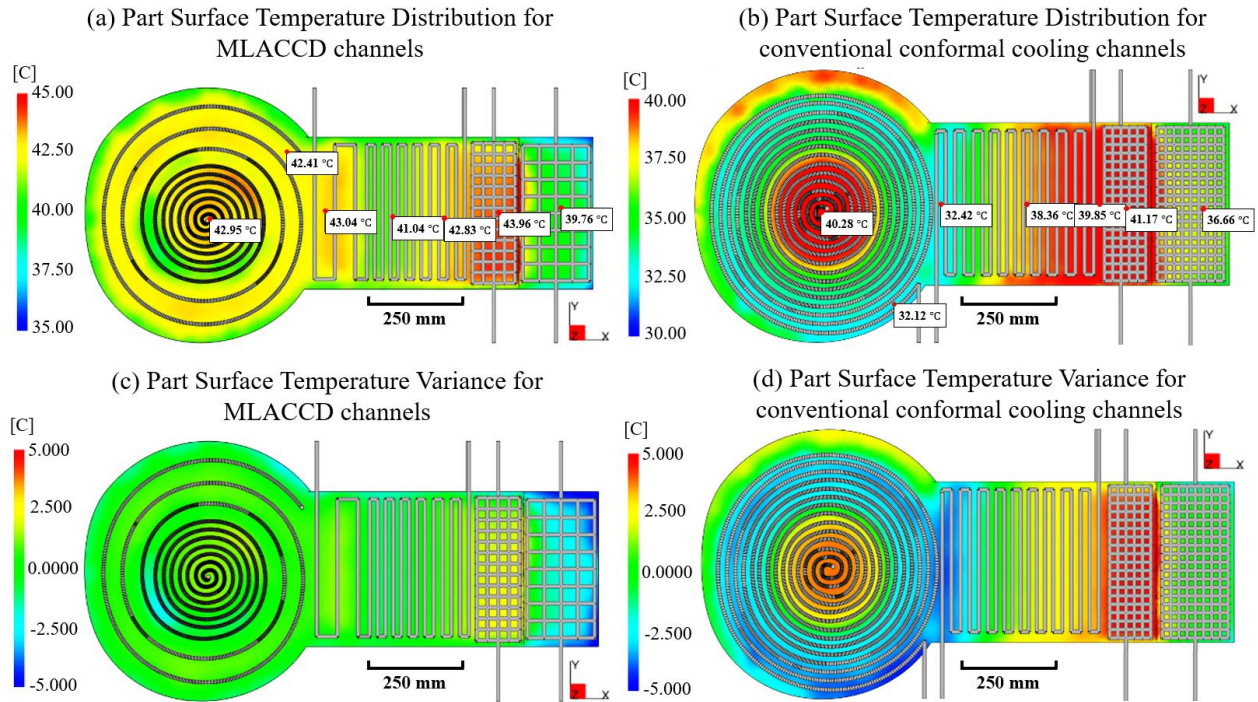 (a) Part Surface Temperature Distribution for
MLACCD channels
[C]
45.00
42.50
40.00
37.50
35.00
42.41 °C
42.95 °C
43.04 °C
41.04 °C
42.83 °C
43.96 °C
39.76 °C
250 mm
Y
Z
X
(b) Part Surface Temperature Distribution for
conventional conformal cooling channels
[C]
40.00
37.50
35.00
32.50
30.00
40.28 °C
32.42 °C
38.36 °C
39.85 °C
41.17 °C
36.66 °C
32.12 °C
250 mm
Y
Z
X
(c) Part Surface Temperature Variance for
MLACCD channels
[C]
5.000
2.500
0.0000
-2.500
-5.000
250 mm
Y
Z
X
(d) Part Surface Temperature Variance for
conventional conformal cooling channels
[C]
5.000
2.500
0.0000
-2.500
-5.000
250 mm
Y
Z
X